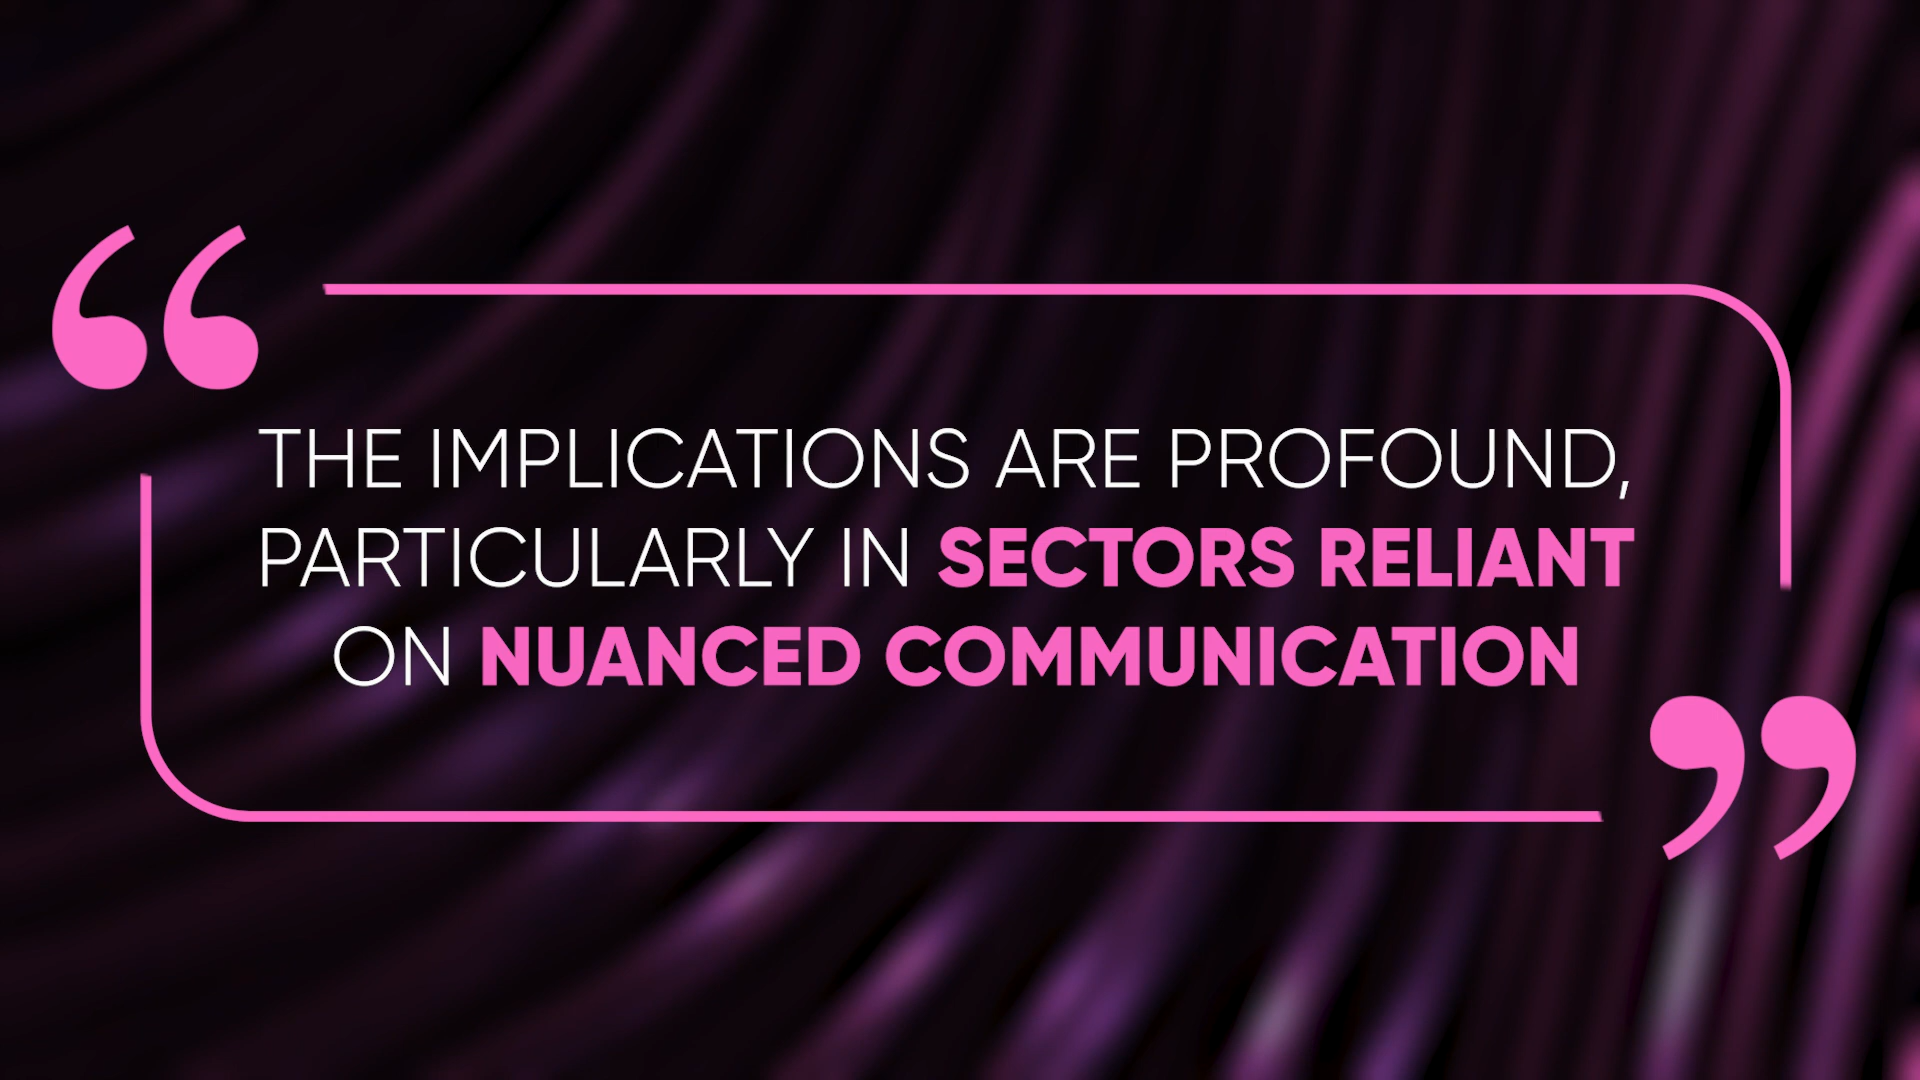 THE IMPLICATIONS ARE PROFOUND,
PARTICULARLY IN SECTORS RELIANT
ON NUANCED COMMUNICATION